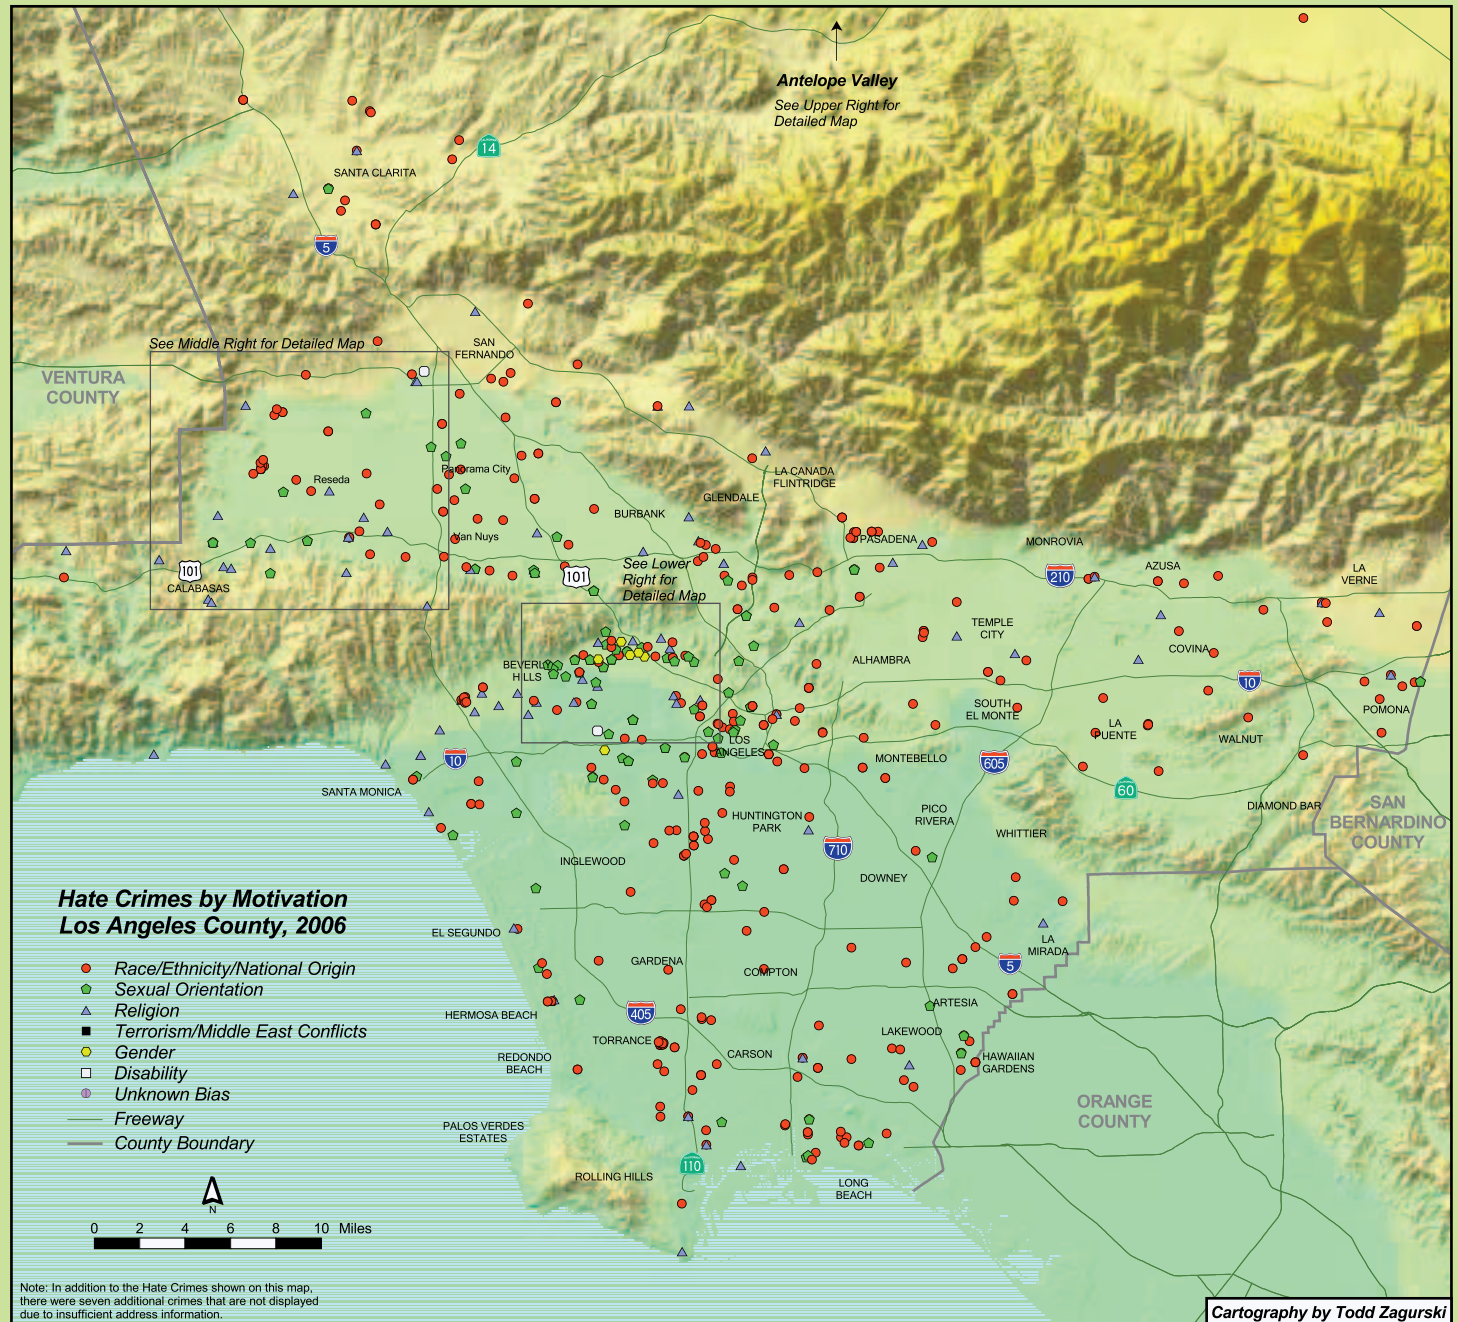 Antelope Valley
See Upper Right for
Detailed Map
14
SANTA CLARITA
5
See Middle Right for Detailed Map
SAN
FERNANDO
VENTURA
COUNTY
Panorama City
Reseda
LA CANADA
FLINTRIDGE
GLENDALE
BURBANK
Van Nuys
PASADENA
MONROVIA
See Lower
Right for
Detailed Map
101
101
210
AZUSA
LA
VERNE
CALABASAS
TEMPLE
CITY
COVINA
BEVERLY
HILLS
ALHAMBRA
10
SOUTH
EL MONTE
POMONA
LA
PUENTE
WALNUT
LOS
ANGELES
10
MONTEBELLO
605
60
SANTA MONICA
DIAMOND BAR
SAN
BERNARDINO
COUNTY
HUNTINGTON
PARK
PICO
RIVERA
WHITTIER
710
INGLEWOOD
DOWNEY
Hate Crimes by Motivation
Los Angeles County, 2006
EL SEGUNDO
LA
MIRADA
GARDENA
COMPTON
5
Race/Ethnicity/National Origin
Sexual Orientation
Religion
Terrorism/Middle East Conflicts
Gender
Disability
Unknown Bias
Freeway
County Boundary
HERMOSA BEACH
405
ARTESIA
TORRANCE
LAKEWOOD
CARSON
REDONDO
BEACH
HAWAIIAN
GARDENS
ORANGE
COUNTY
PALOS VERDES
ESTATES
110
ROLLING HILLS
LONG
BEACH
N
0 2 4 6 8 10 Miles
Note: In addition to the Hate Crimes shown on this map,
there were seven additional crimes that are not displayed
due to insufficient address information.
Cartography by Todd Zagurski